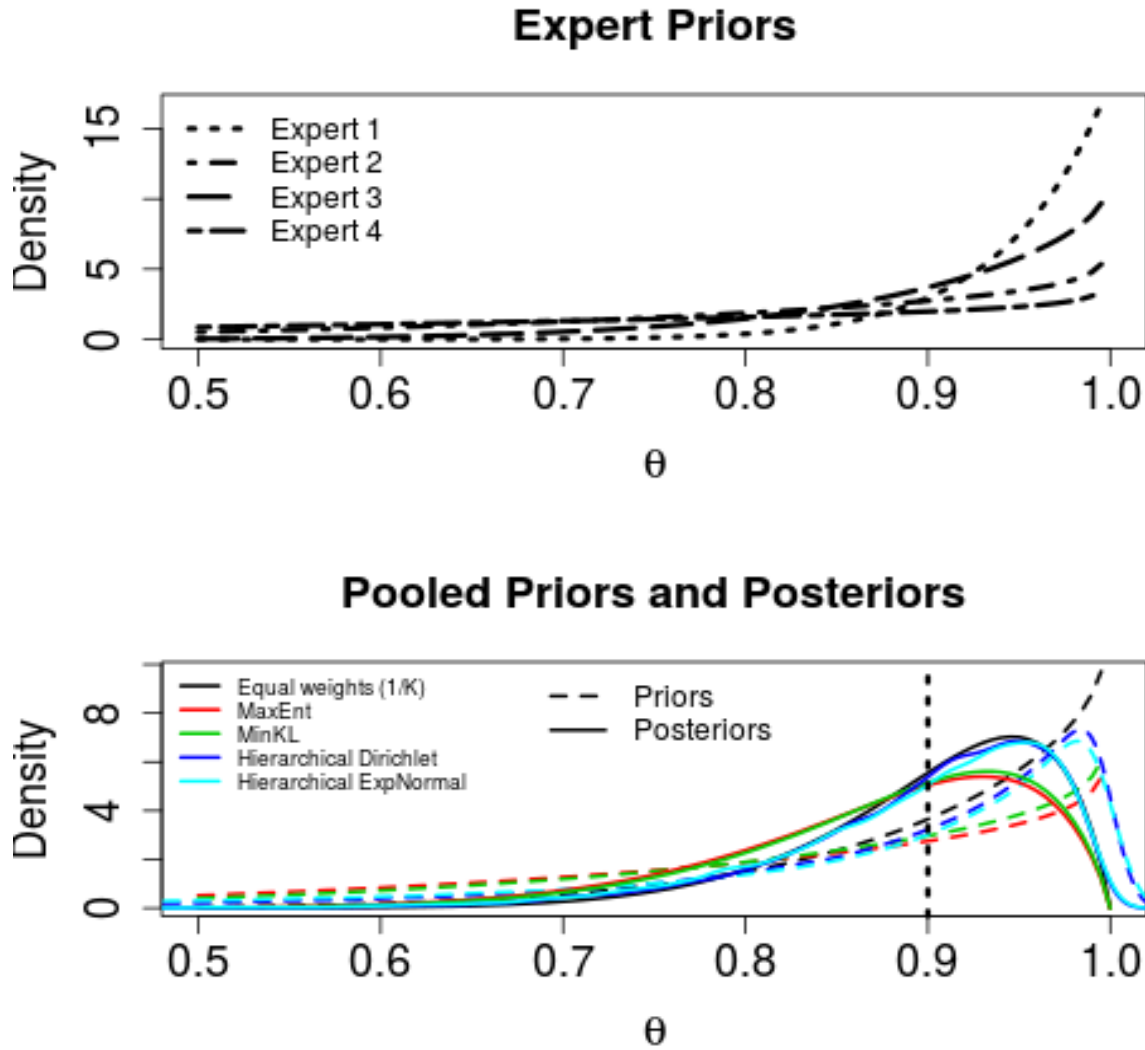 Expert Priors
Density
15
5
0
Expert 1
Expert 2
Expert 3
Expert 4
0.5 0.6 0.7 0.8 0.9 1.0
θ
Pooled Priors and Posteriors
Density
8
4
0
Equal weights (1/K)
MaxEnt
MinKL
Hierarchical Dirichlet
Hierarchical ExpNormal
Priors
Posteriors
0.5 0.6 0.7 0.8 0.9 1.0
θ